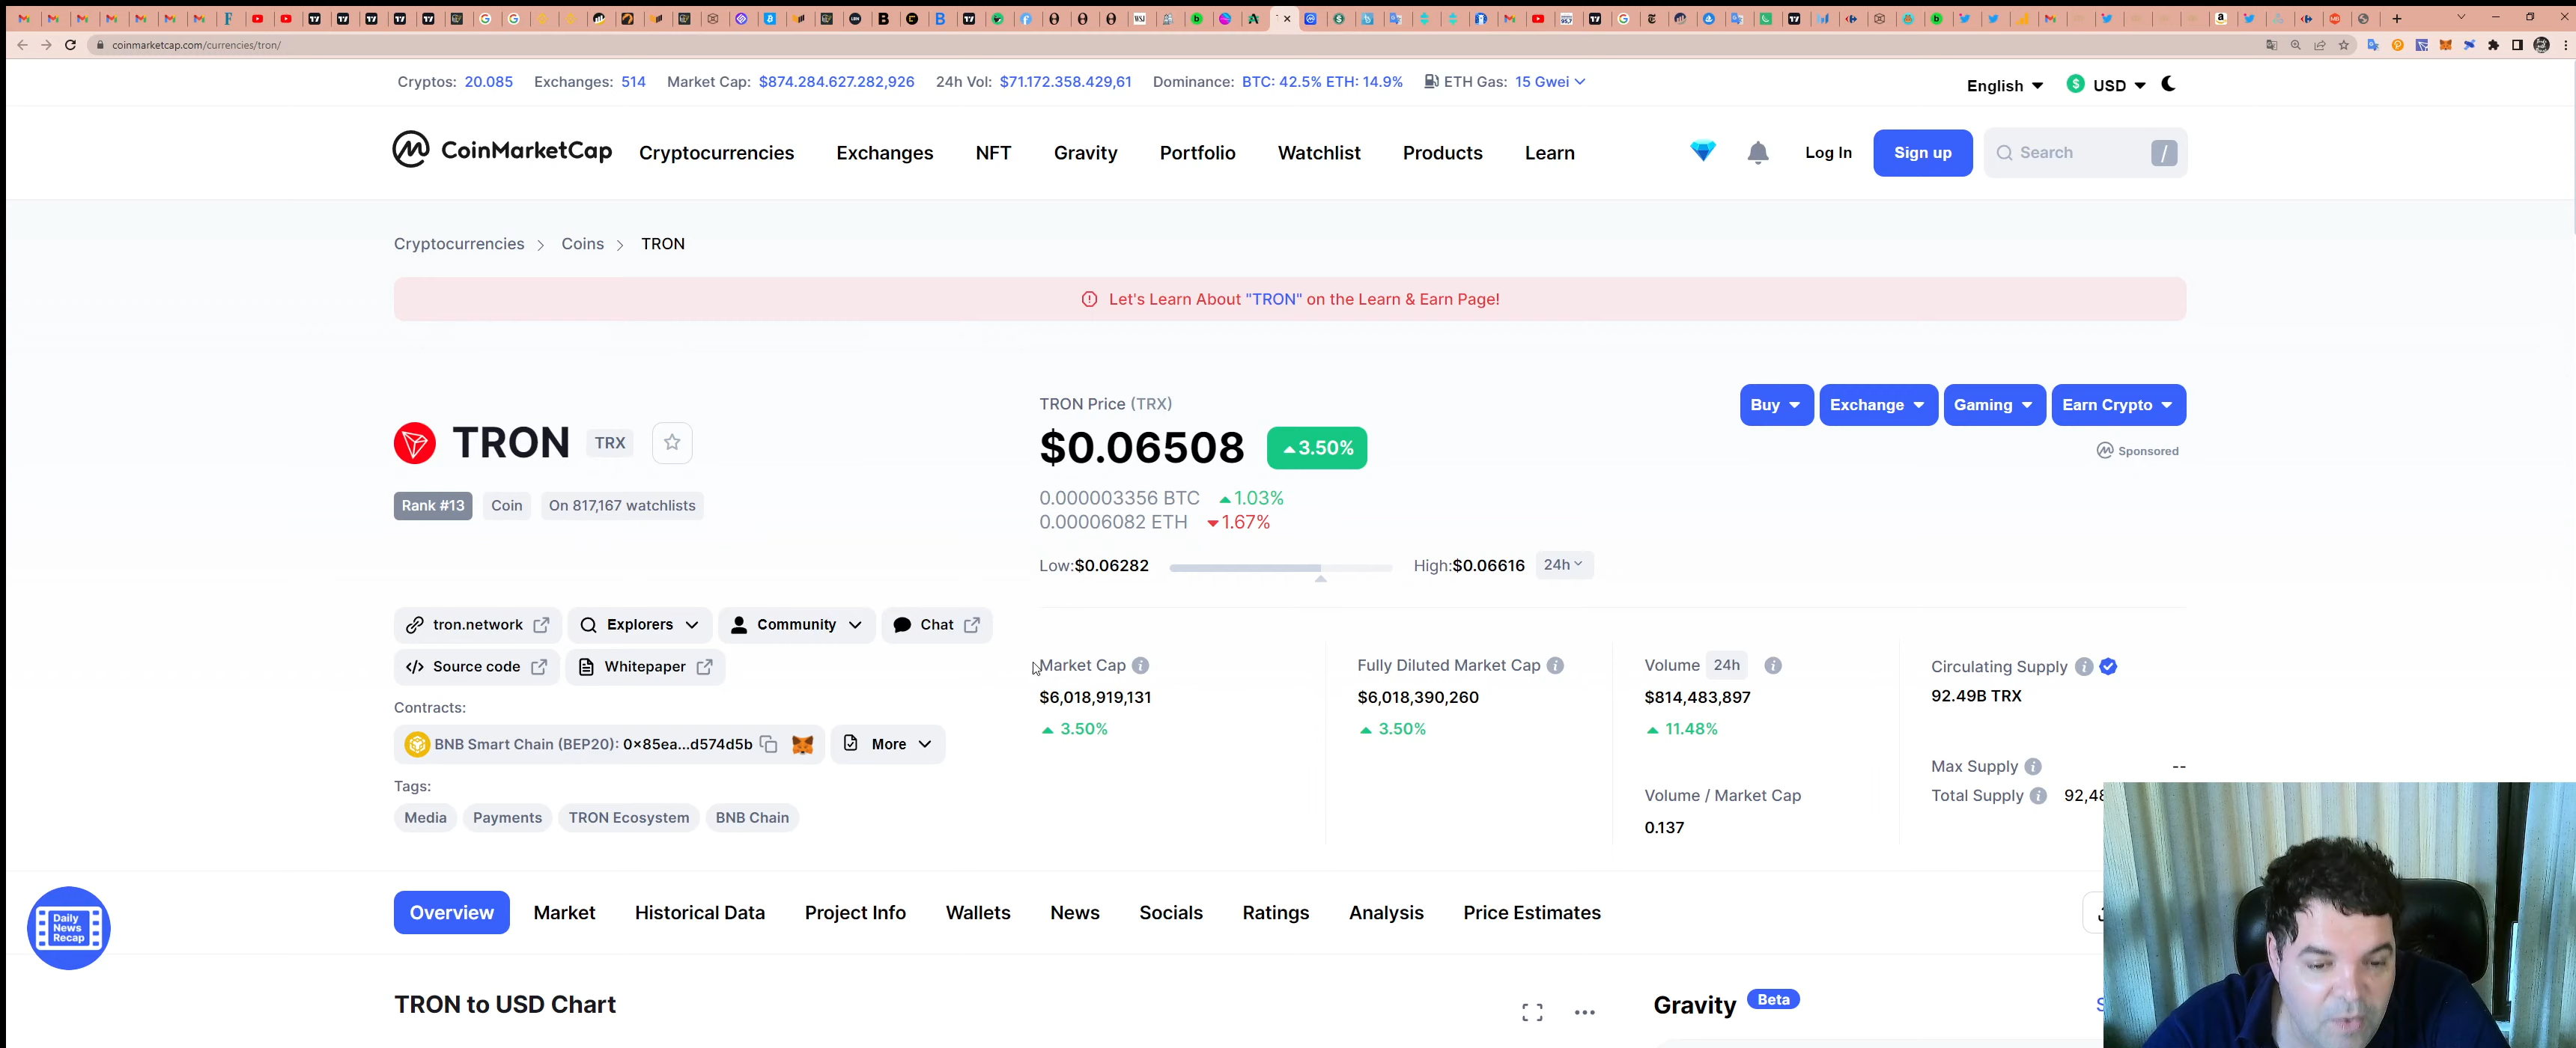 coinmarketcap.com/currencies/tron/
Cryptos: 20.085 Exchanges: 514 Market Cap: $874.284.627.282,926 24h Vol: $71.172.358.429,61 Dominance: BTC: 42.5% ETH: 14.9% ETH Gas: 15 Gwei English USD
CoinMarketCap Cryptocurrencies Exchanges NFT Gravity Portfolio Watchlist Products Learn Log In Sign up Search /
Cryptocurrencies > Coins > TRON
Let's Learn About "TRON" on the Learn & Earn Page!
TRON TRX
Rank #13 Coin On 817,167 watchlists
TRON Price (TRX)
$0.06508 3.50%
0.000003356 BTC 1.03%
0.00006082 ETH 1.67%
Low:$0.06282 High:$0.06616 24h
Buy Exchange Gaming Earn Crypto
Sponsored
tron.network Explorers Community Chat
Source code Whitepaper
Contracts:
BNB Smart Chain (BEP20): 0x85ea...d574d5b More
Tags:
Media Payments TRON Ecosystem BNB Chain
Market Cap
$6,018,919,131
3.50%
Fully Diluted Market Cap
$6,018,390,260
3.50%
Volume 24h
$814,483,897
11.48%
Volume / Market Cap
0.137
Circulating Supply
92.49B TRX
Max Supply --
Total Supply 92,48
Daily
News
Recap
Overview Market Historical Data Project Info Wallets News Socials Ratings Analysis Price Estimates
TRON to USD Chart
Gravity Beta